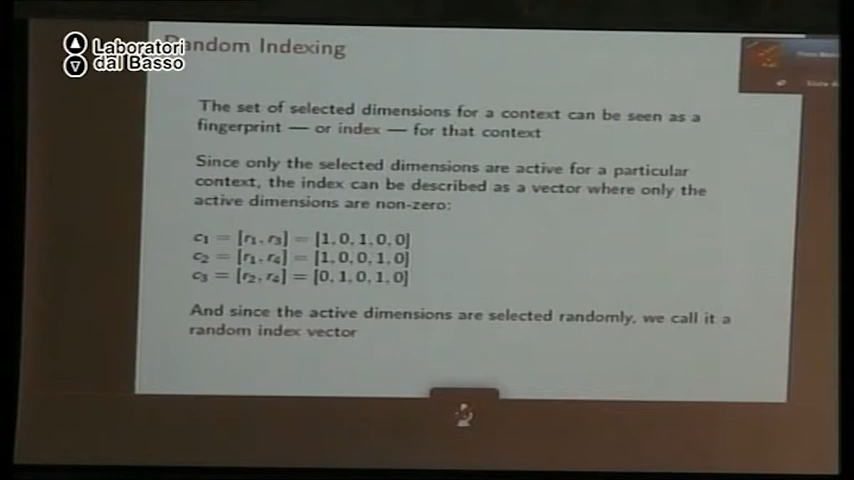 Laboratori
dal Basso
Random Indexing
The set of selected dimensions for a context can be seen as a
fingerprint — or index — for that context
Since only the selected dimensions are active for a particular
context, the index can be described as a vector where only the
active dimensions are non-zero:
c₁ = [r₁, r₃] = [1, 0, 1, 0, 0]
c₂ = [r₁, r₄] = [1, 0, 0, 1, 0]
c₃ = [r₂, r₄] = [0, 1, 0, 1, 0]
And since the active dimensions are selected randomly, we call it a
random index vector